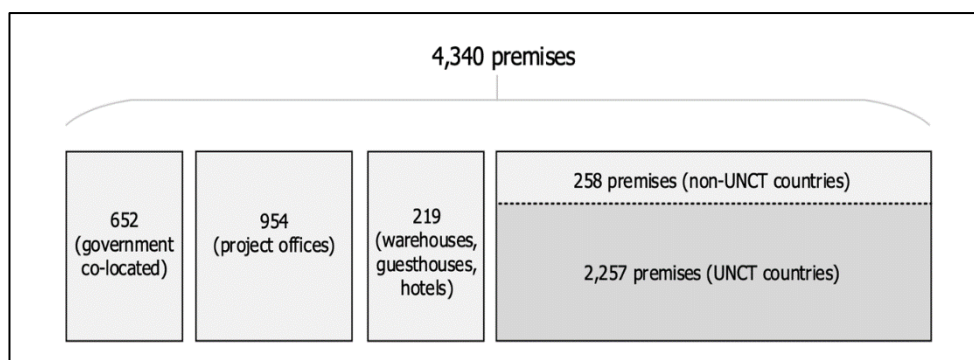 4,340 premises
652
(government
co-located)
954
(project offices)
219
(warehouses,
guesthouses,
hotels)
258 premises (non-UNCT countries)
2,257 premises (UNCT countries)